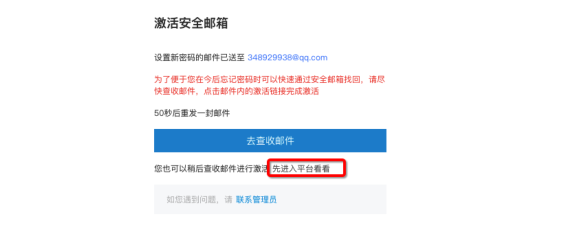 激活安全邮箱
设置新密码的邮件已送至 348929938@qq.com
为了便于您在今后忘记密码时可以快速通过安全邮箱找回，请尽
快查收邮件，点击邮件内的激活链接完成激活
50秒后重发一封邮件
去查收邮件
您也可以稍后查收邮件进行激活 先进入平台看看
如您遇到问题，请 联系管理员